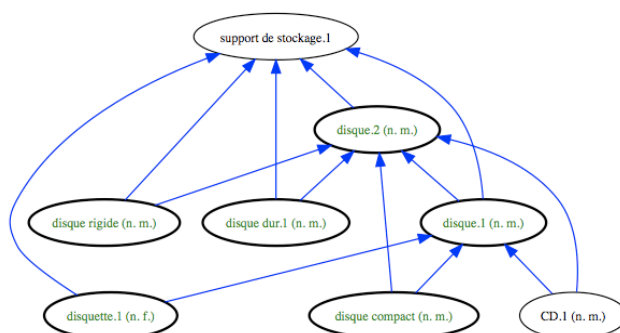 support de stockage.1
disque.2 (n. m.)
disque rigide (n. m.)
disque dur.1 (n. m.)
disque.1 (n. m.)
disquette.1 (n. f.)
disque compact (n. m.)
CD.1 (n. m.)